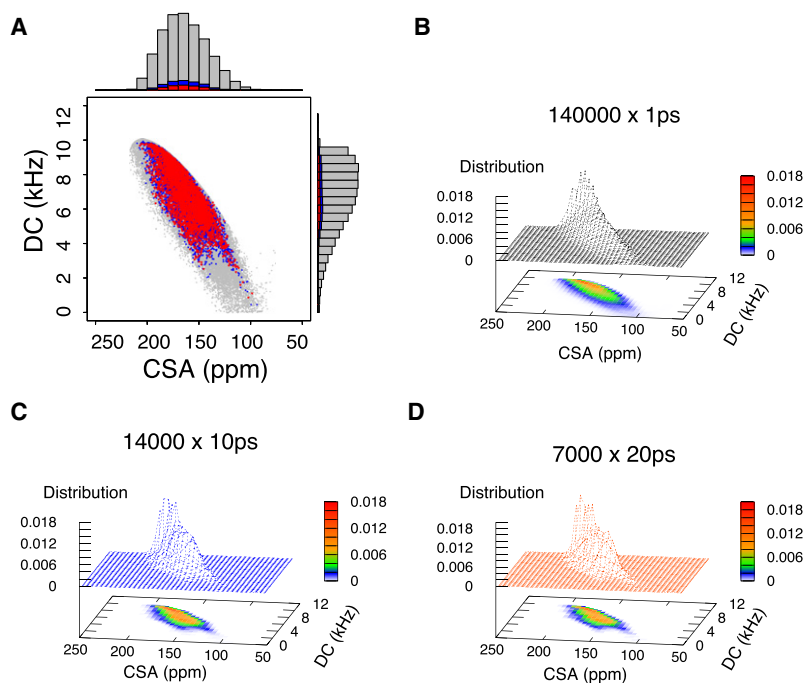 A
DC (kHz)
12
10
8
6
4
2
0
250 200 150 100 50
CSA (ppm)
B
140000 x 1ps
Distribution
0.018
0.012
0.006
0
0.018
0.012
0.006
0
12
8
4
0
DC (kHz)
250 200 150 100 50
CSA (ppm)
C
14000 x 10ps
Distribution
0.018
0.012
0.006
0
0.018
0.012
0.006
0
12
8
4
0
DC (kHz)
250 200 150 100 50
CSA (ppm)
D
7000 x 20ps
Distribution
0.018
0.012
0.006
0
0.018
0.012
0.006
0
12
8
4
0
DC (kHz)
250 200 150 100 50
CSA (ppm)